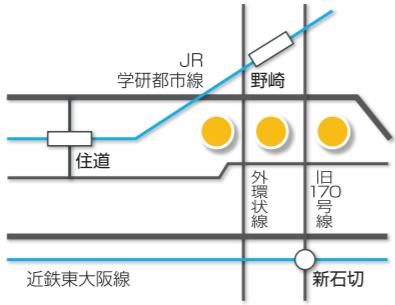 JR
学研都市線
野崎
住道
外環状線
旧170号線
近鉄東大阪線
新石切